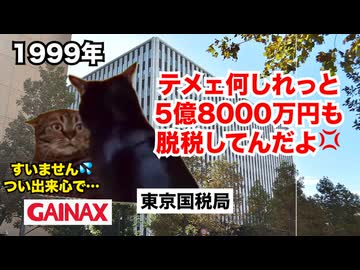 1999年
テメェ何しれっと
5億8000万円も
脱税してんだよ💢
すいません💦
つい出来心で…
GAINAX
東京国税局